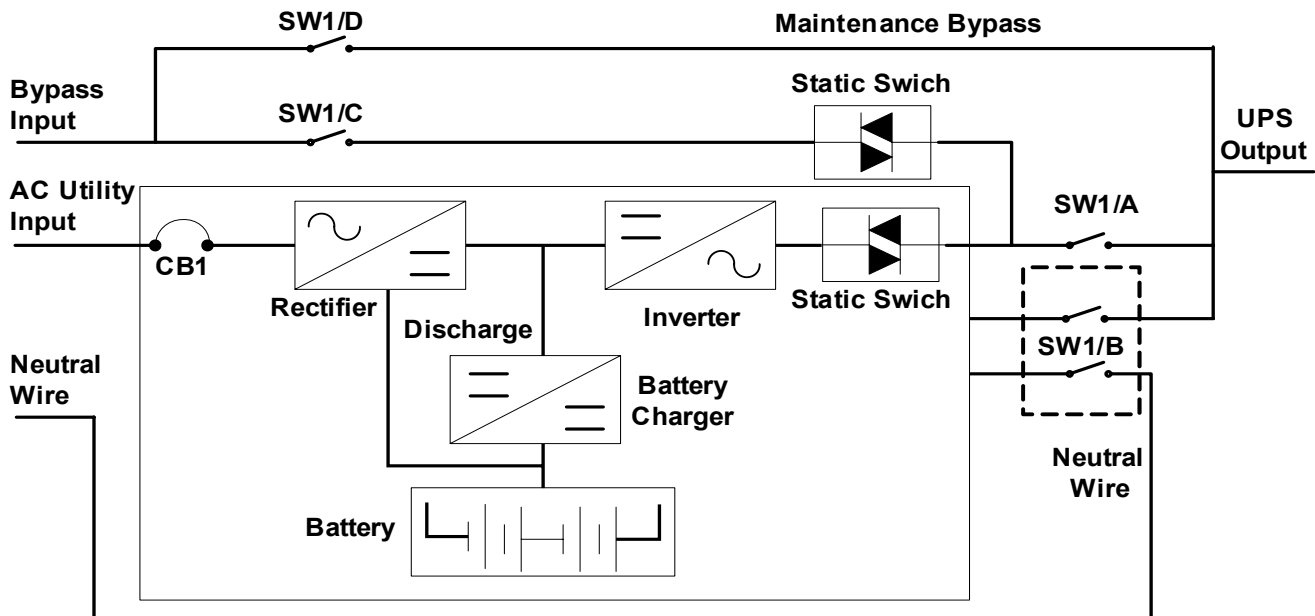 SW1/D
Maintenance Bypass
Bypass
Input
SW1/C
Static Swich
UPS
Output
AC Utility
Input
CB1
Rectifier
Inverter
Static Swich
SW1/A
Discharge
SW1/B
Neutral
Wire
Battery
Charger
Neutral
Wire
Battery